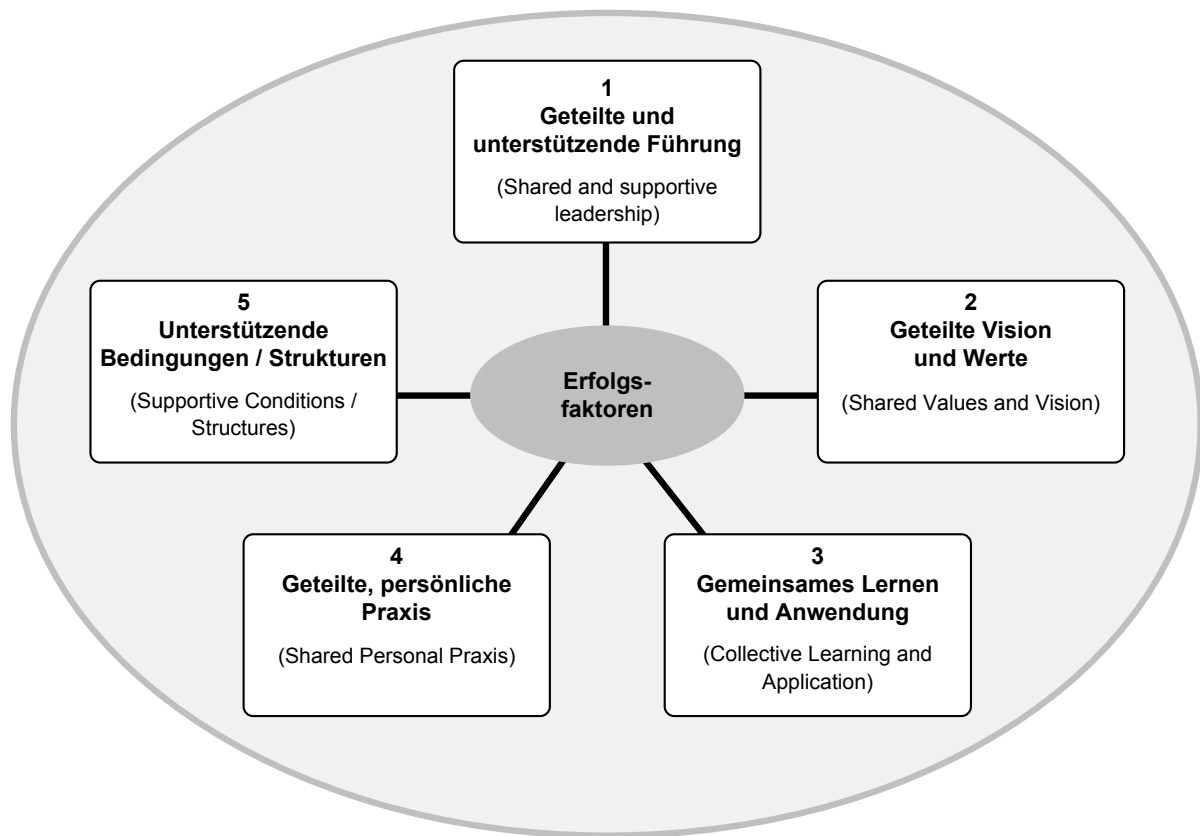 1
Geteilte und
unterstützende Führung
(Shared and supportive
leadership)
5
Unterstützende
Bedingungen / Strukturen
(Supportive Conditions /
Structures)
2
Geteilte Vision
und Werte
(Shared Values and Vision)
Erfolgs-
faktoren
4
Geteilte, persönliche
Praxis
(Shared Personal Praxis)
3
Gemeinsames Lernen
und Anwendung
(Collective Learning and
Application)